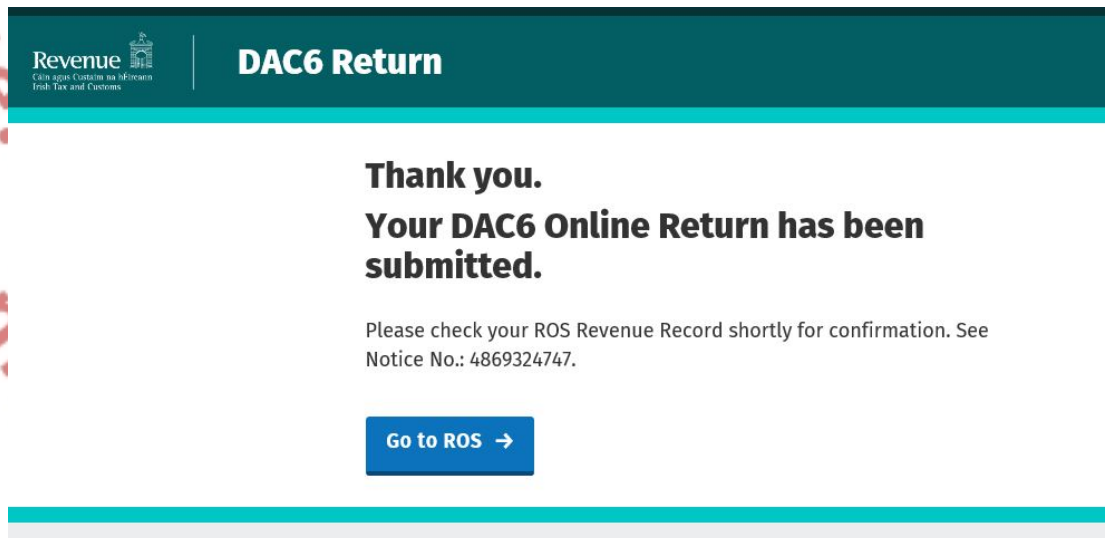 Revenue
Cáin agus Custaim na hÉireann
Irish Tax and Customs
DAC6 Return
Thank you.
Your DAC6 Online Return has been
submitted.
Please check your ROS Revenue Record shortly for confirmation. See
Notice No.: 4869324747.
Go to ROS →